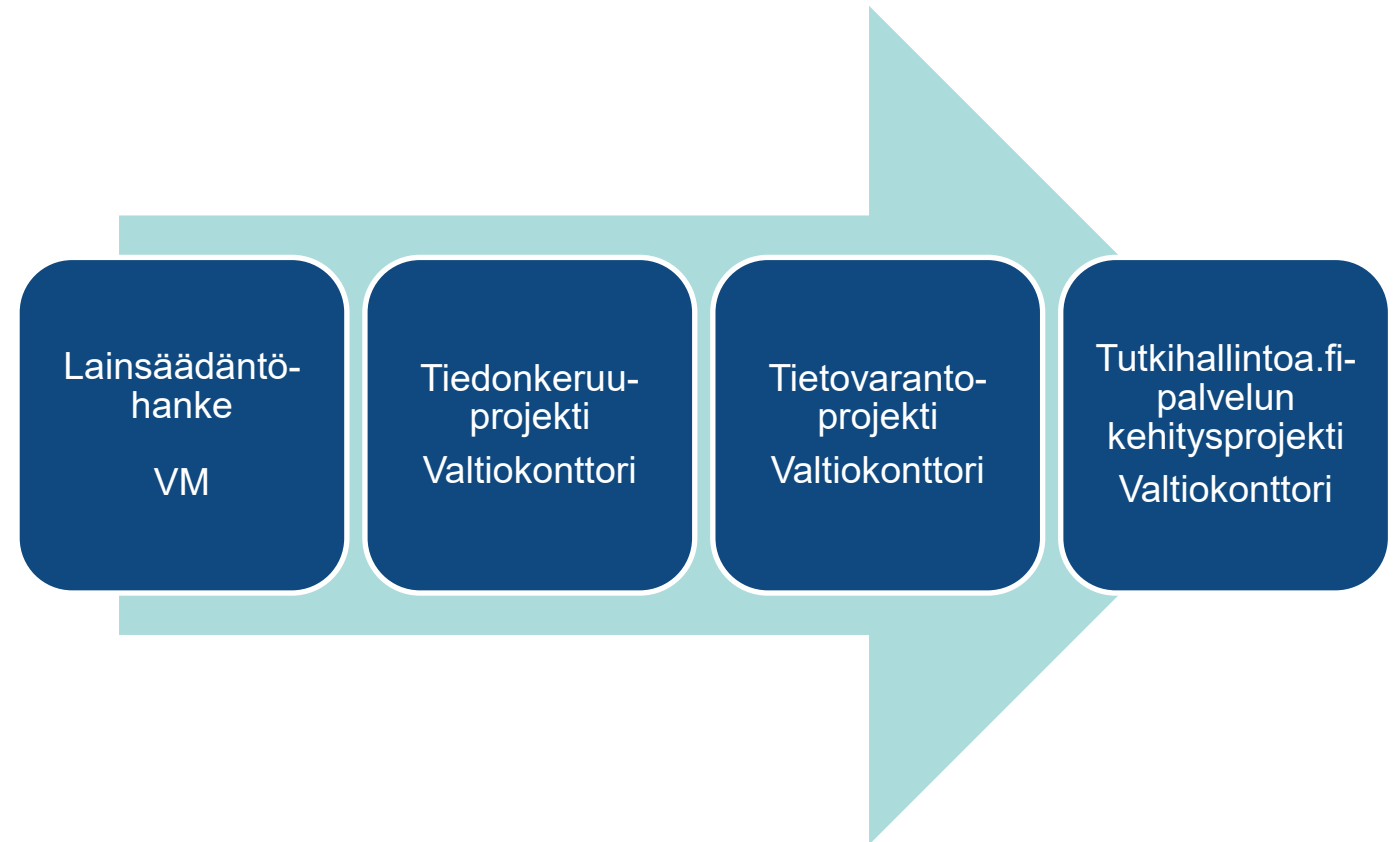 Lainsäädäntö-
hanke
VM
Tiedonkeruu-
projekti
Valtiokonttori
Tietovaranto-
projekti
Valtiokonttori
Tutkihallintoa.fi-
palvelun
kehitysprojekti
Valtiokonttori